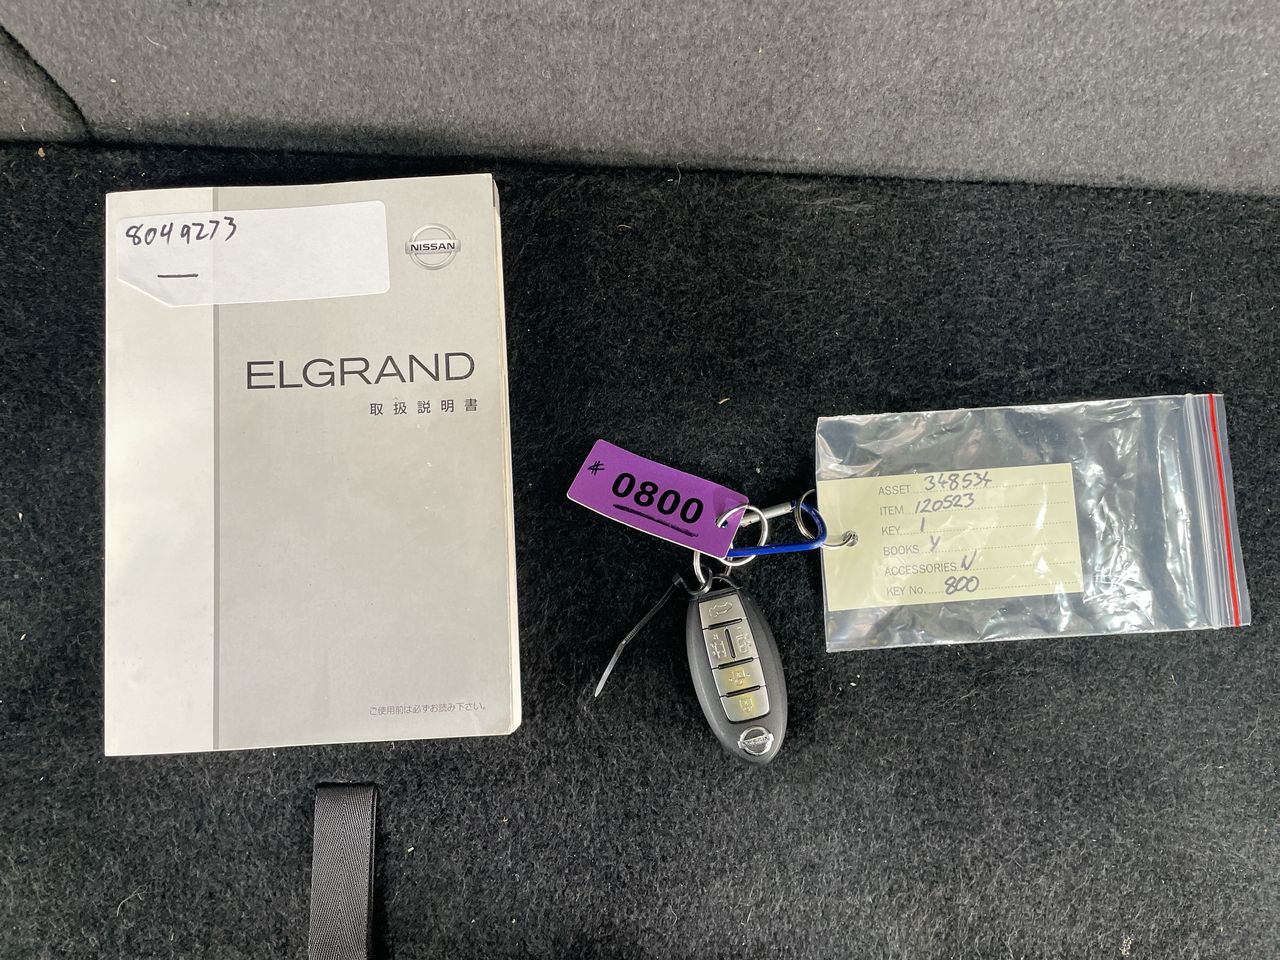 8049273
NISSAN
ELGRAND
取扱説明書
ご使用前は必ずお読み下さい。
# 0800
ASSET 348534
ITEM 120523
KEY 1
BOOKS Y
ACCESSORIES N
KEY No. 800
NISSAN